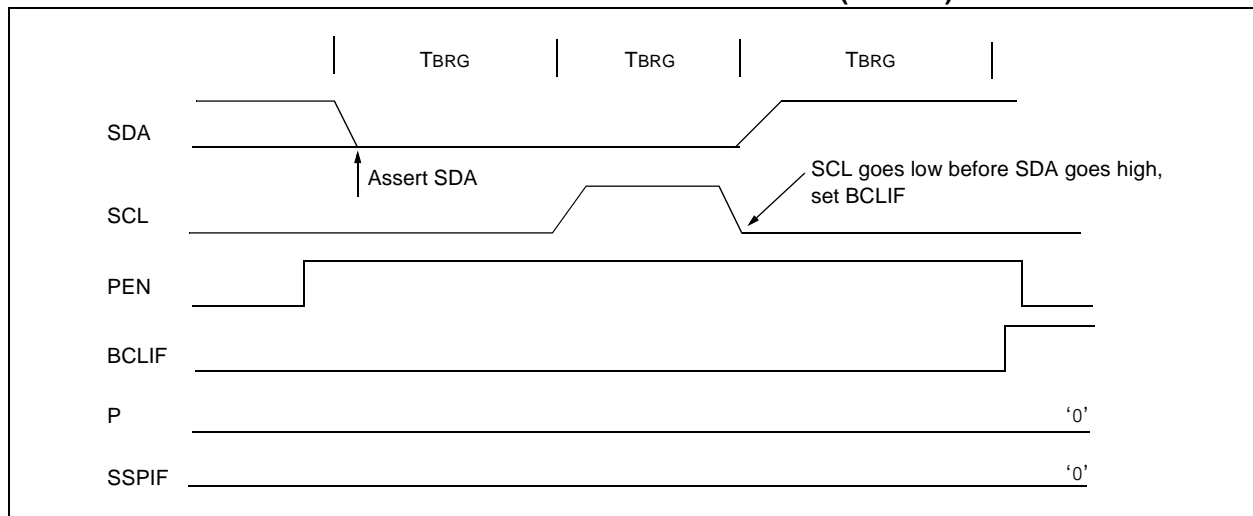 TBRG TBRG TBRG
SDA
Assert SDA
SCL goes low before SDA goes high,
set BCLIF
SCL
PEN
BCLIF
P
'0'
SSPIF
'0'